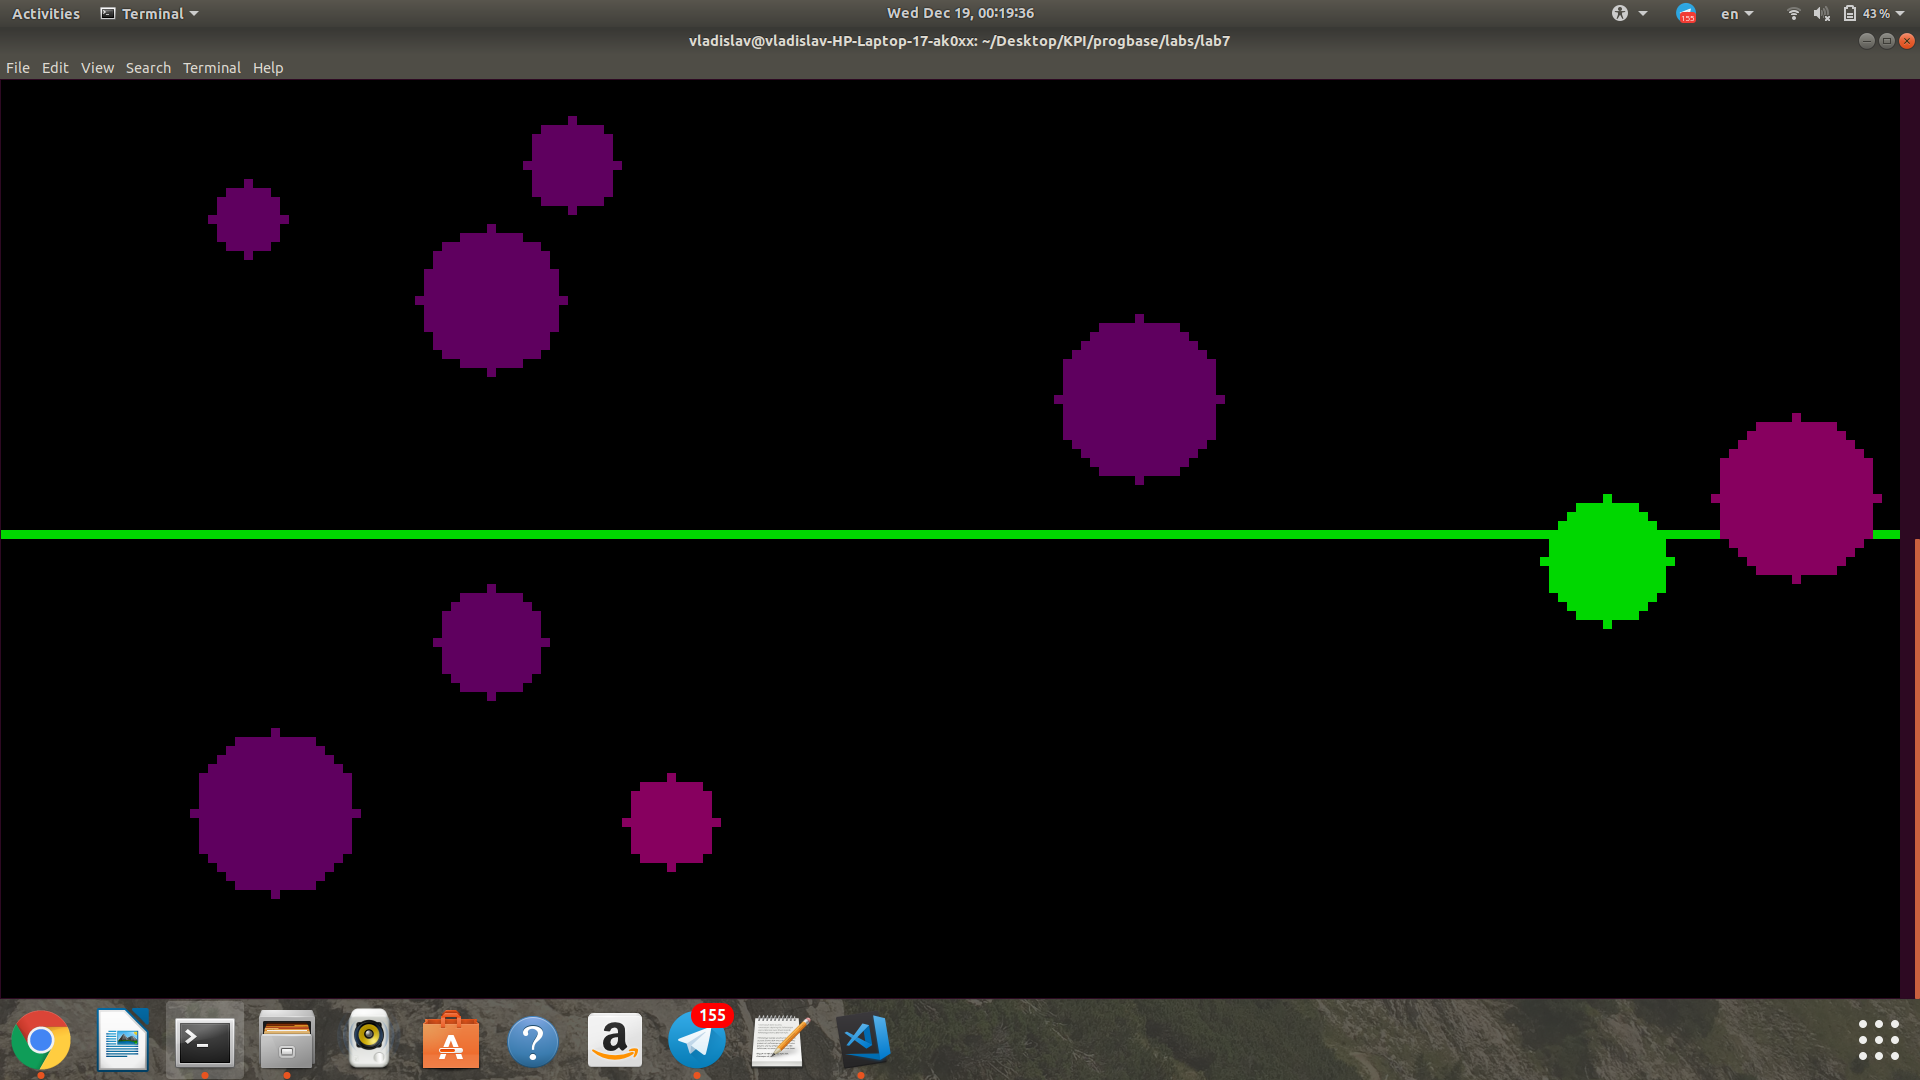 Activities Terminal Wed Dec 19, 00:19:36 155 en 43 %
vladislav@vladislav-HP-Laptop-17-ak0xx: ~/Desktop/KPI/progbase/labs/lab7
File Edit View Search Terminal Help
155